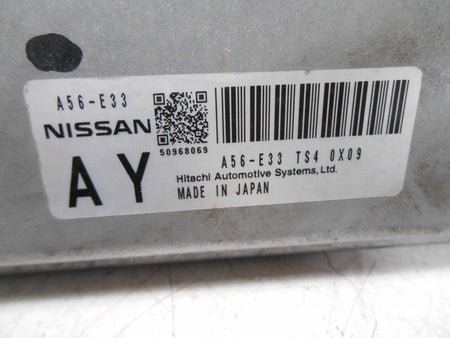 A56-E33
NISSAN
50968069
A56-E33 TS4 0X09
AY
Hitachi Automotive Systems, Ltd.
MADE IN JAPAN